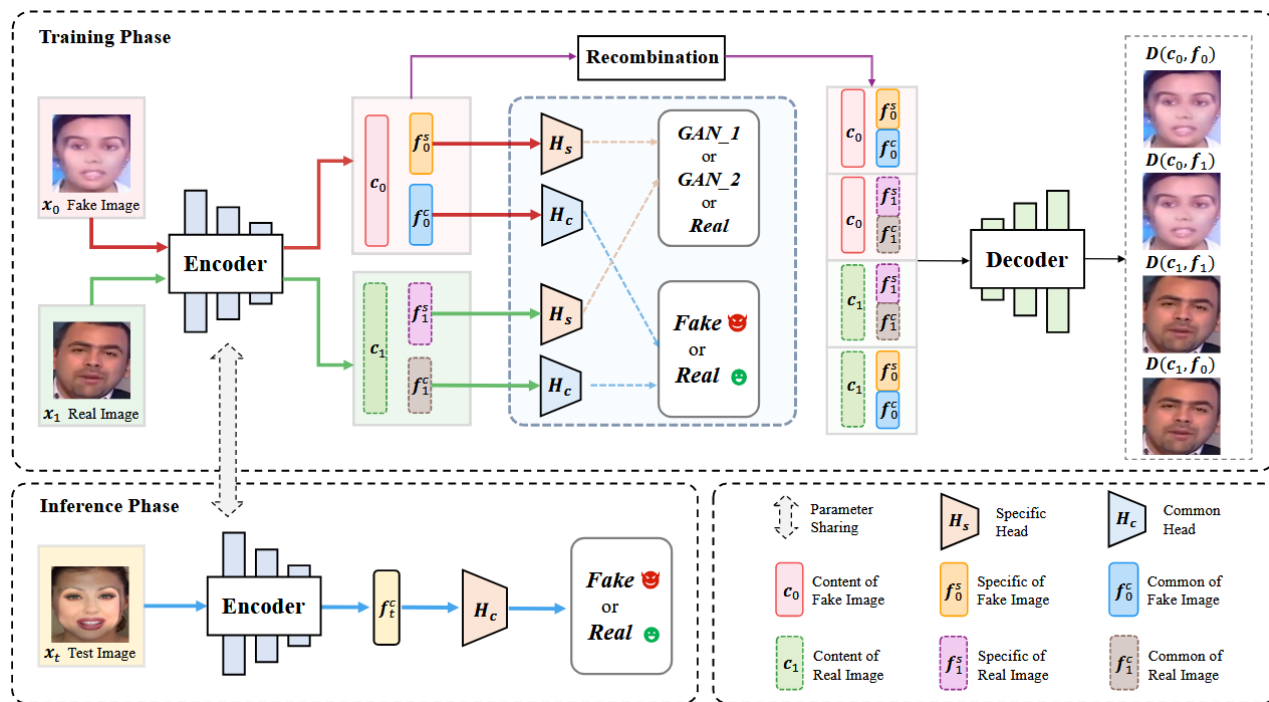 Training Phase
Recombination
x₀ Fake Image
x₁ Real Image
Encoder
c₀
f₀ˢ
f₀ᶜ
c₁
f₁ˢ
f₁ᶜ
Hₛ
H꜀
Hₛ
H꜀
GAN_1
or
GAN_2
or
Real
Fake
or
Real
c₀ f₀ˢ
f₀ᶜ
c₀ f₁ˢ
f₁ᶜ
c₁ f₁ˢ
f₁ᶜ
c₁ f₀ˢ
f₀ᶜ
Decoder
D(c₀, f₀)
D(c₀, f₁)
D(c₁, f₁)
D(c₁, f₀)
Inference Phase
xₜ Test Image
Encoder
fₜᶜ
H꜀
Fake
or
Real
Parameter
Sharing
Hₛ
Specific
Head
H꜀
Common
Head
c₀
Content of
Fake Image
f₀ˢ
Specific of
Fake Image
f₀ᶜ
Common of
Fake Image
c₁
Content of
Real Image
f₁ˢ
Specific of
Real Image
f₁ᶜ
Common of
Real Image